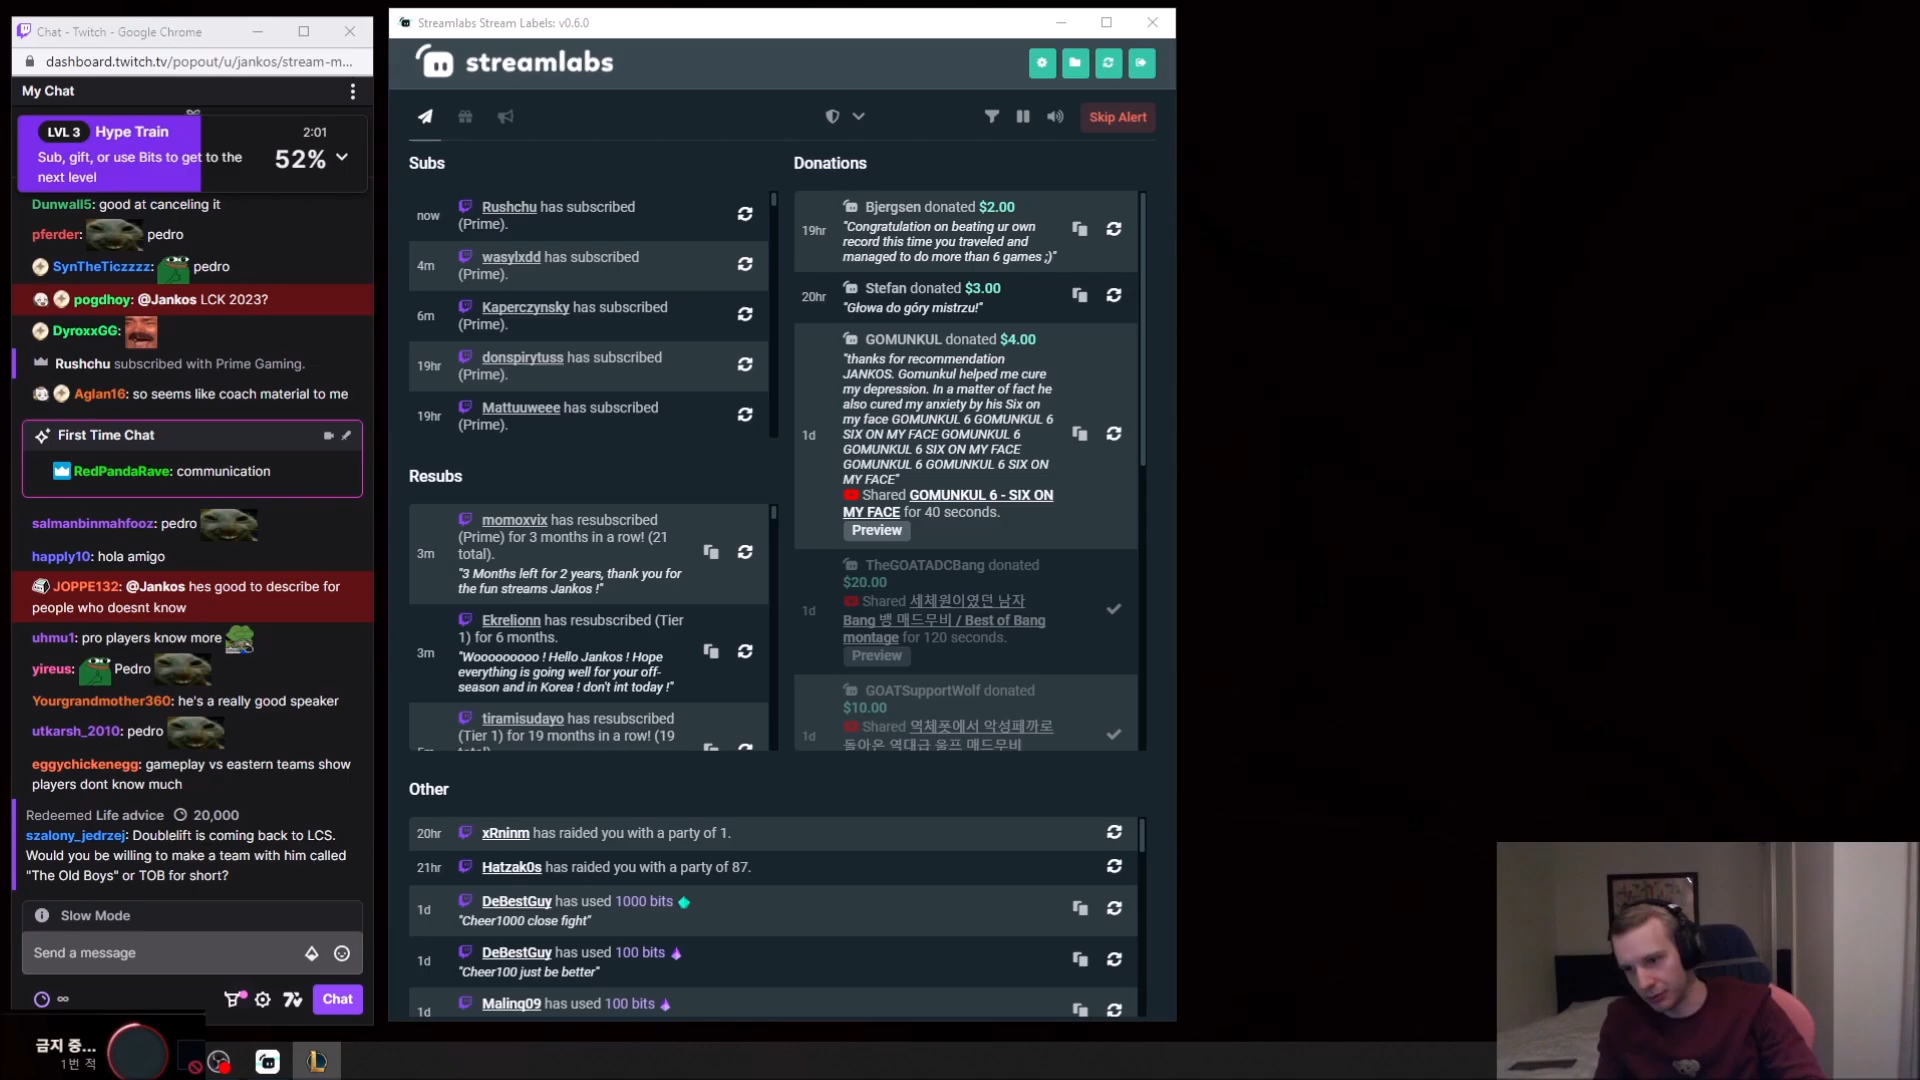 Chat - Twitch - Google Chrome
dashboard.twitch.tv/popout/u/jankos/stream-m...
My Chat
LVL 3 Hype Train
2:01
Sub, gift, or use Bits to get to the
next level
52%
Dunwall5: good at canceling it
pferder: pedro
SynTheTiczzzz: pedro
pogdhoy: @Jankos LCK 2023?
DyroxxGG:
Rushchu subscribed with Prime Gaming.
Aglan16: so seems like coach material to me
First Time Chat
RedPandaRave: communication
salmanbinmahfooz: pedro
happly10: hola amigo
JOPPE132: @Jankos hes good to describe for
people who doesnt know
uhmu1: pro players know more
yireus: Pedro
Yourgrandmother360: he's a really good speaker
utkarsh_2010: pedro
eggychickenegg: gameplay vs eastern teams show
players dont know much
Redeemed Life advice 20,000
szalony_jedrzej: Doublelift is coming back to LCS.
Would you be willing to make a team with him called
"The Old Boys" or TOB for short?
Slow Mode
Send a message
Chat
금지 중...
1번 적
Streamlabs Stream Labels: v0.6.0
streamlabs
Skip Alert
Subs
now
Rushchu has subscribed
(Prime).
4m
wasylxdd has subscribed
(Prime).
6m
Kaperczynsky has subscribed
(Prime).
19hr
donspirytuss has subscribed
(Prime).
19hr
Mattuuweee has subscribed
(Prime).
Resubs
3m
momoxvix has resubscribed
(Prime) for 3 months in a row! (21
total).
"3 Months left for 2 years, thank you for
the fun streams Jankos !"
3m
Ekrelionn has resubscribed (Tier
1) for 6 months.
"Wooooooooo ! Hello Jankos ! Hope
everything is going well for your off-
season and in Korea ! don't int today !"
5m
tiramisudayo has resubscribed
(Tier 1) for 19 months in a row! (19
total).
Donations
19hr
Bjergsen donated $2.00
"Congratulation on beating ur own
record this time you traveled and
managed to do more than 6 games ;)"
20hr
Stefan donated $3.00
"Głowa do góry mistrzu!"
1d
GOMUNKUL donated $4.00
"thanks for recommendation
JANKOS. Gomunkul helped me cure
my depression. In a matter of fact he
also cured my anxiety by his Six on
my face GOMUNKUL 6 GOMUNKUL 6
SIX ON MY FACE GOMUNKUL 6
GOMUNKUL 6 SIX ON MY FACE
GOMUNKUL 6 GOMUNKUL 6 SIX ON
MY FACE"
Shared GOMUNKUL 6 - SIX ON
MY FACE for 40 seconds.
Preview
1d
TheGOATADCBang donated
$20.00
Shared 세체원이였던 남자
Bang 뱅 매드무비 / Best of Bang
montage for 120 seconds.
Preview
1d
GOATSupportWolf donated
$10.00
Shared 역체폿에서 악성페까로
돌아온 역대급 울프 매드무비
Other
20hr
xRninm has raided you with a party of 1.
21hr
Hatzak0s has raided you with a party of 87.
1d
DeBestGuy has used 1000 bits
"Cheer1000 close fight"
1d
DeBestGuy has used 100 bits
"Cheer100 just be better"
1d
Malinq09 has used 100 bits